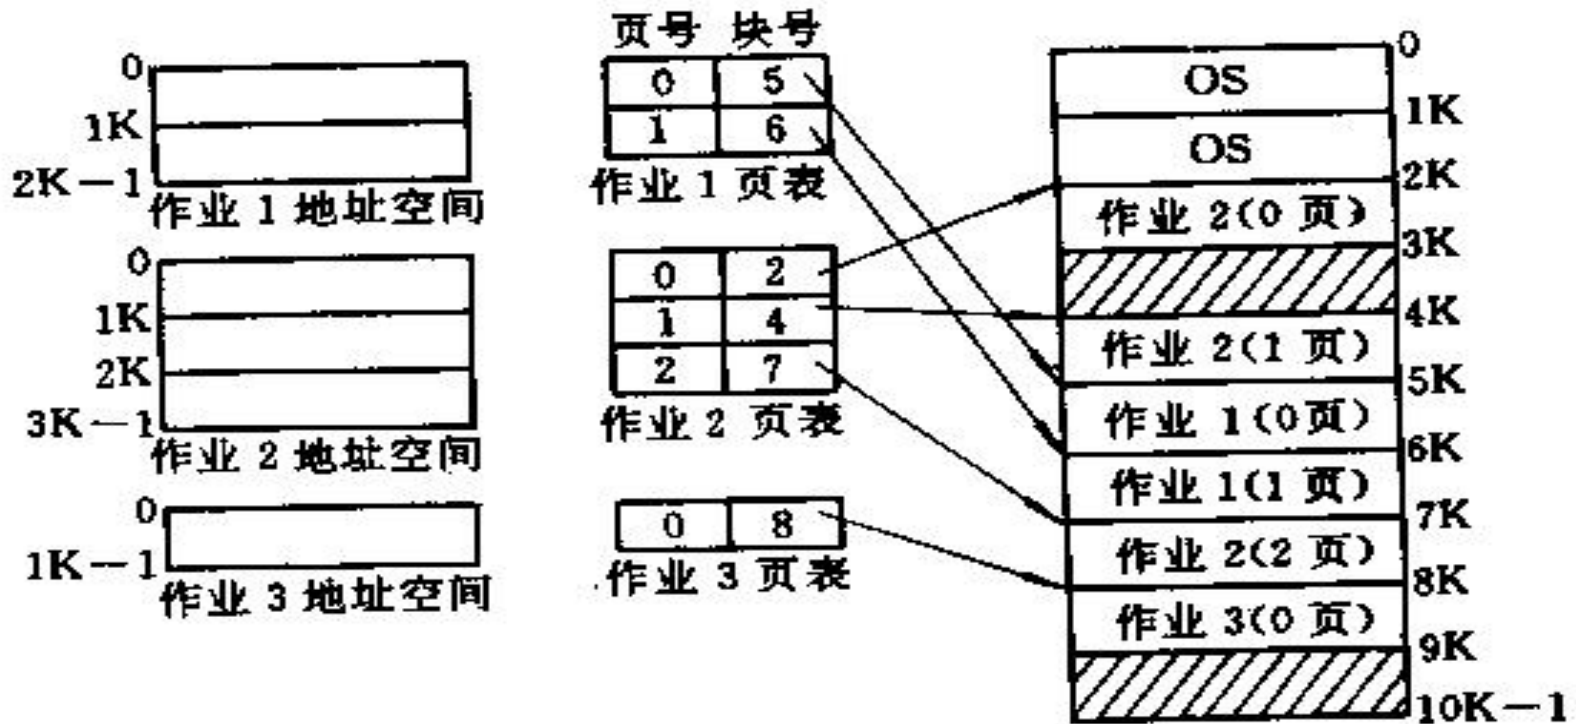 0
1K
2K-1
作业 1 地址空间
0
1K
2K
3K-1
作业 2 地址空间
0
1K-1
作业 3 地址空间
页号 块号
0 5
1 6
作业 1 页表
0 2
1 4
2 7
作业 2 页表
0 8
作业 3 页表
0
OS
1K
OS
2K
作业 2(0 页)
3K
4K
作业 2(1 页)
5K
作业 1(0页)
6K
作业 1(1 页)
7K
作业 2(2 页)
8K
作业 3(0 页)
9K
10K-1